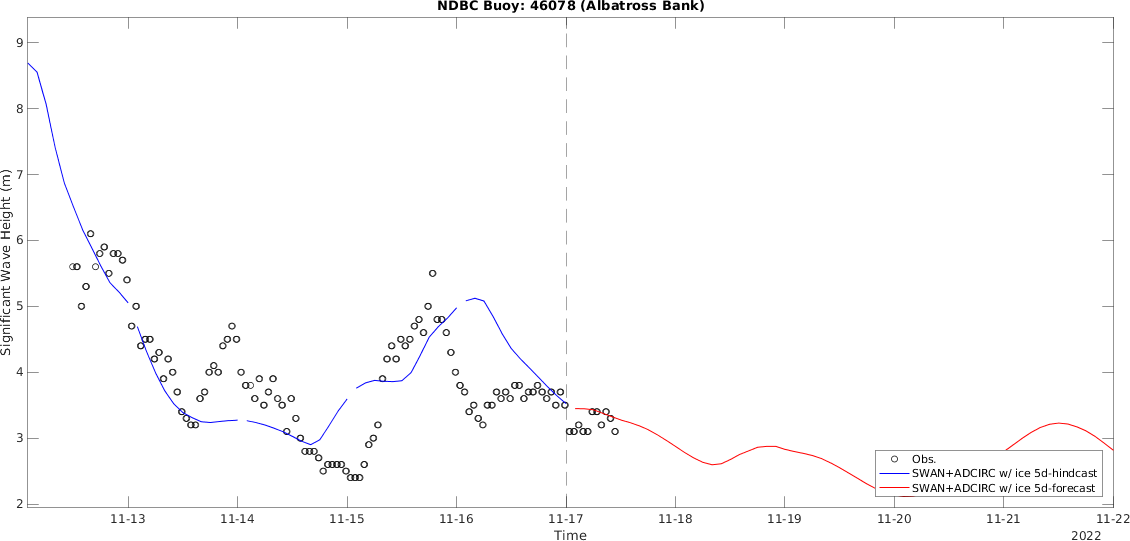 NDBC Buoy: 46078 (Albatross Bank)
9
8
7
6
5
4
3
2
Significant Wave Height (m)
Obs.
SWAN+ADCIRC w/ ice 5d-hindcast
SWAN+ADCIRC w/ ice 5d-forecast
11-13 11-14 11-15 11-16 11-17 11-18 11-19 11-20 11-21 11-22
Time
2022